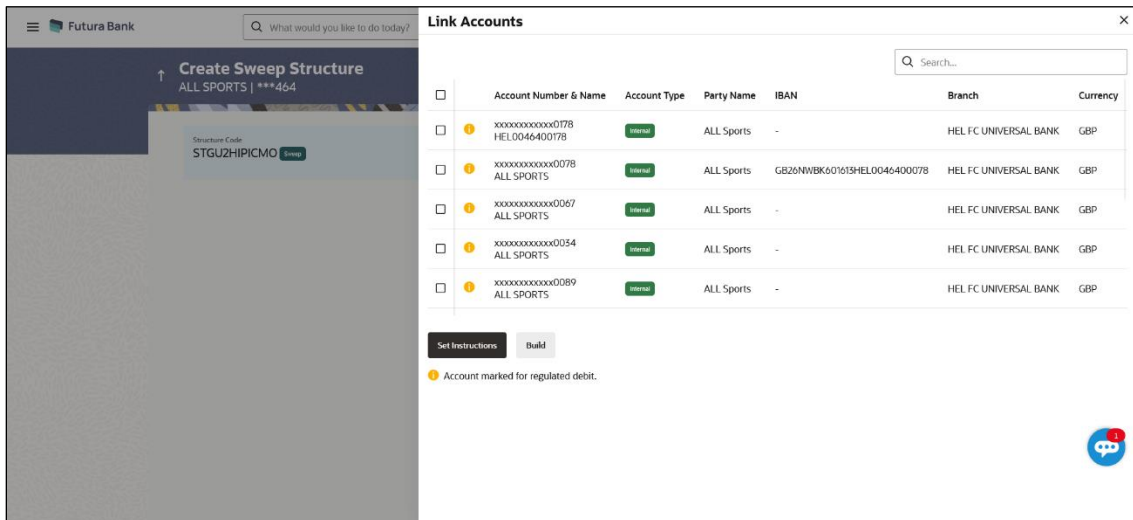 Futura Bank
What would you like to do today?
Create Sweep Structure
ALL SPORTS | ***464
Structure Code
STGU2HIPICMO Sweep
Link Accounts
Search...
Account Number & Name Account Type Party Name IBAN Branch Currency
xxxxxxxxxxxx0178 Internal ALL Sports - HEL FC UNIVERSAL BANK GBP
HEL0046400178
xxxxxxxxxxxx0078 Internal ALL Sports GB26NWBK601613HEL0046400078 HEL FC UNIVERSAL BANK GBP
ALL SPORTS
xxxxxxxxxxxx0067 Internal ALL Sports - HEL FC UNIVERSAL BANK GBP
ALL SPORTS
xxxxxxxxxxxx0034 Internal ALL Sports - HEL FC UNIVERSAL BANK GBP
ALL SPORTS
xxxxxxxxxxxx0089 Internal ALL Sports - HEL FC UNIVERSAL BANK GBP
ALL SPORTS
Set Instructions Build
Account marked for regulated debit.
1